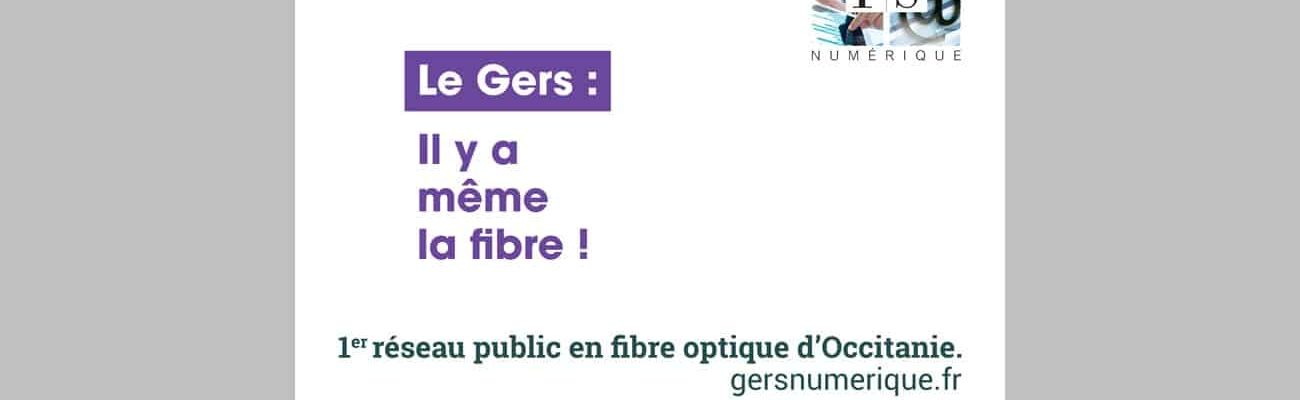 NUMÉRIQUE
Le Gers :
Il y a
même
la fibre !
1er réseau public en fibre optique d'Occitanie.
gersnumerique.fr